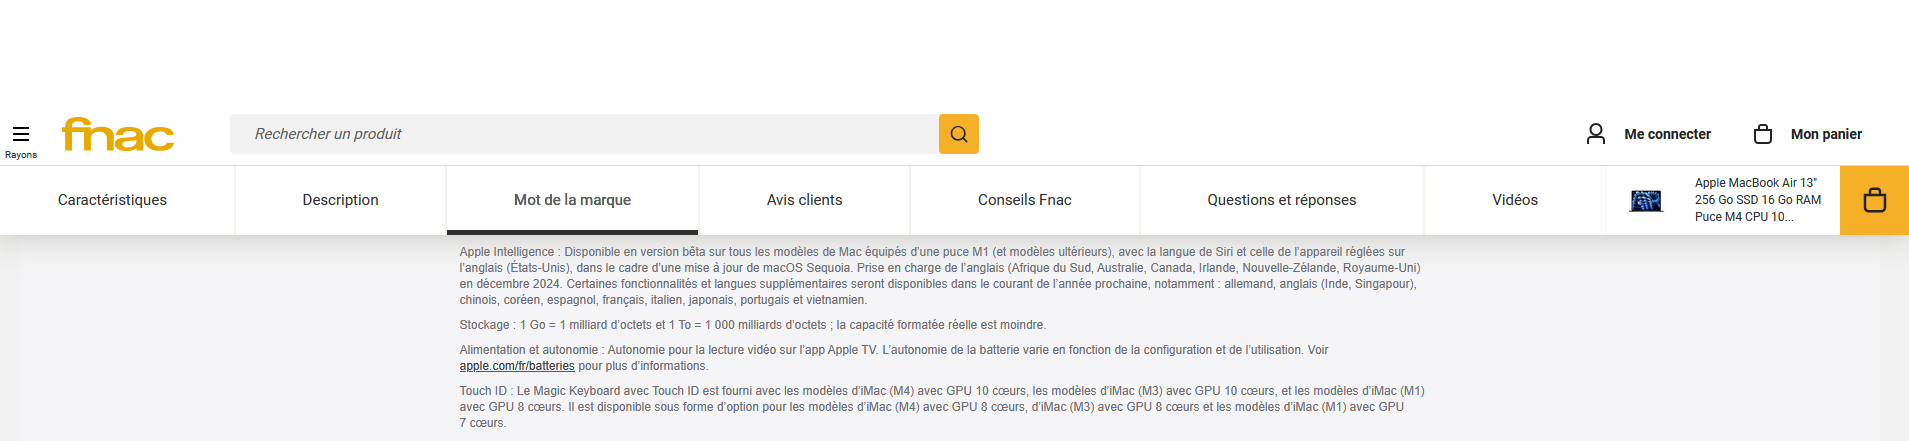 Rayons
fnac
Rechercher un produit
Me connecter
Mon panier
Caractéristiques
Description
Mot de la marque
Avis clients
Conseils Fnac
Questions et réponses
Vidéos
Apple MacBook Air 13"
256 Go SSD 16 Go RAM
Puce M4 CPU 10...
Apple Intelligence : Disponible en version bêta sur tous les modèles de Mac équipés d’une puce M1 (et modèles ultérieurs), avec la langue de Siri et celle de l’appareil réglées sur
l’anglais (États-Unis), dans le cadre d’une mise à jour de macOS Sequoia. Prise en charge de l’anglais (Afrique du Sud, Australie, Canada, Irlande, Nouvelle-Zélande, Royaume-Uni)
en décembre 2024. Certaines fonctionnalités et langues supplémentaires seront disponibles dans le courant de l’année prochaine, notamment : allemand, anglais (Inde, Singapour),
chinois, coréen, espagnol, français, italien, japonais, portugais et vietnamien.
Stockage : 1 Go = 1 milliard d’octets et 1 To = 1 000 milliards d’octets ; la capacité formatée réelle est moindre.
Alimentation et autonomie : Autonomie pour la lecture vidéo sur l’app Apple TV. L’autonomie de la batterie varie en fonction de la configuration et de l’utilisation. Voir
apple.com/fr/batteries pour plus d’informations.
Touch ID : Le Magic Keyboard avec Touch ID est fourni avec les modèles d’iMac (M4) avec GPU 10 cœurs, les modèles d’iMac (M3) avec GPU 10 cœurs, et les modèles d’iMac (M1)
avec GPU 8 cœurs. Il est disponible sous forme d’option pour les modèles d’iMac (M4) avec GPU 8 cœurs, d’iMac (M3) avec GPU 8 cœurs et les modèles d’iMac (M1) avec GPU
7 cœurs.